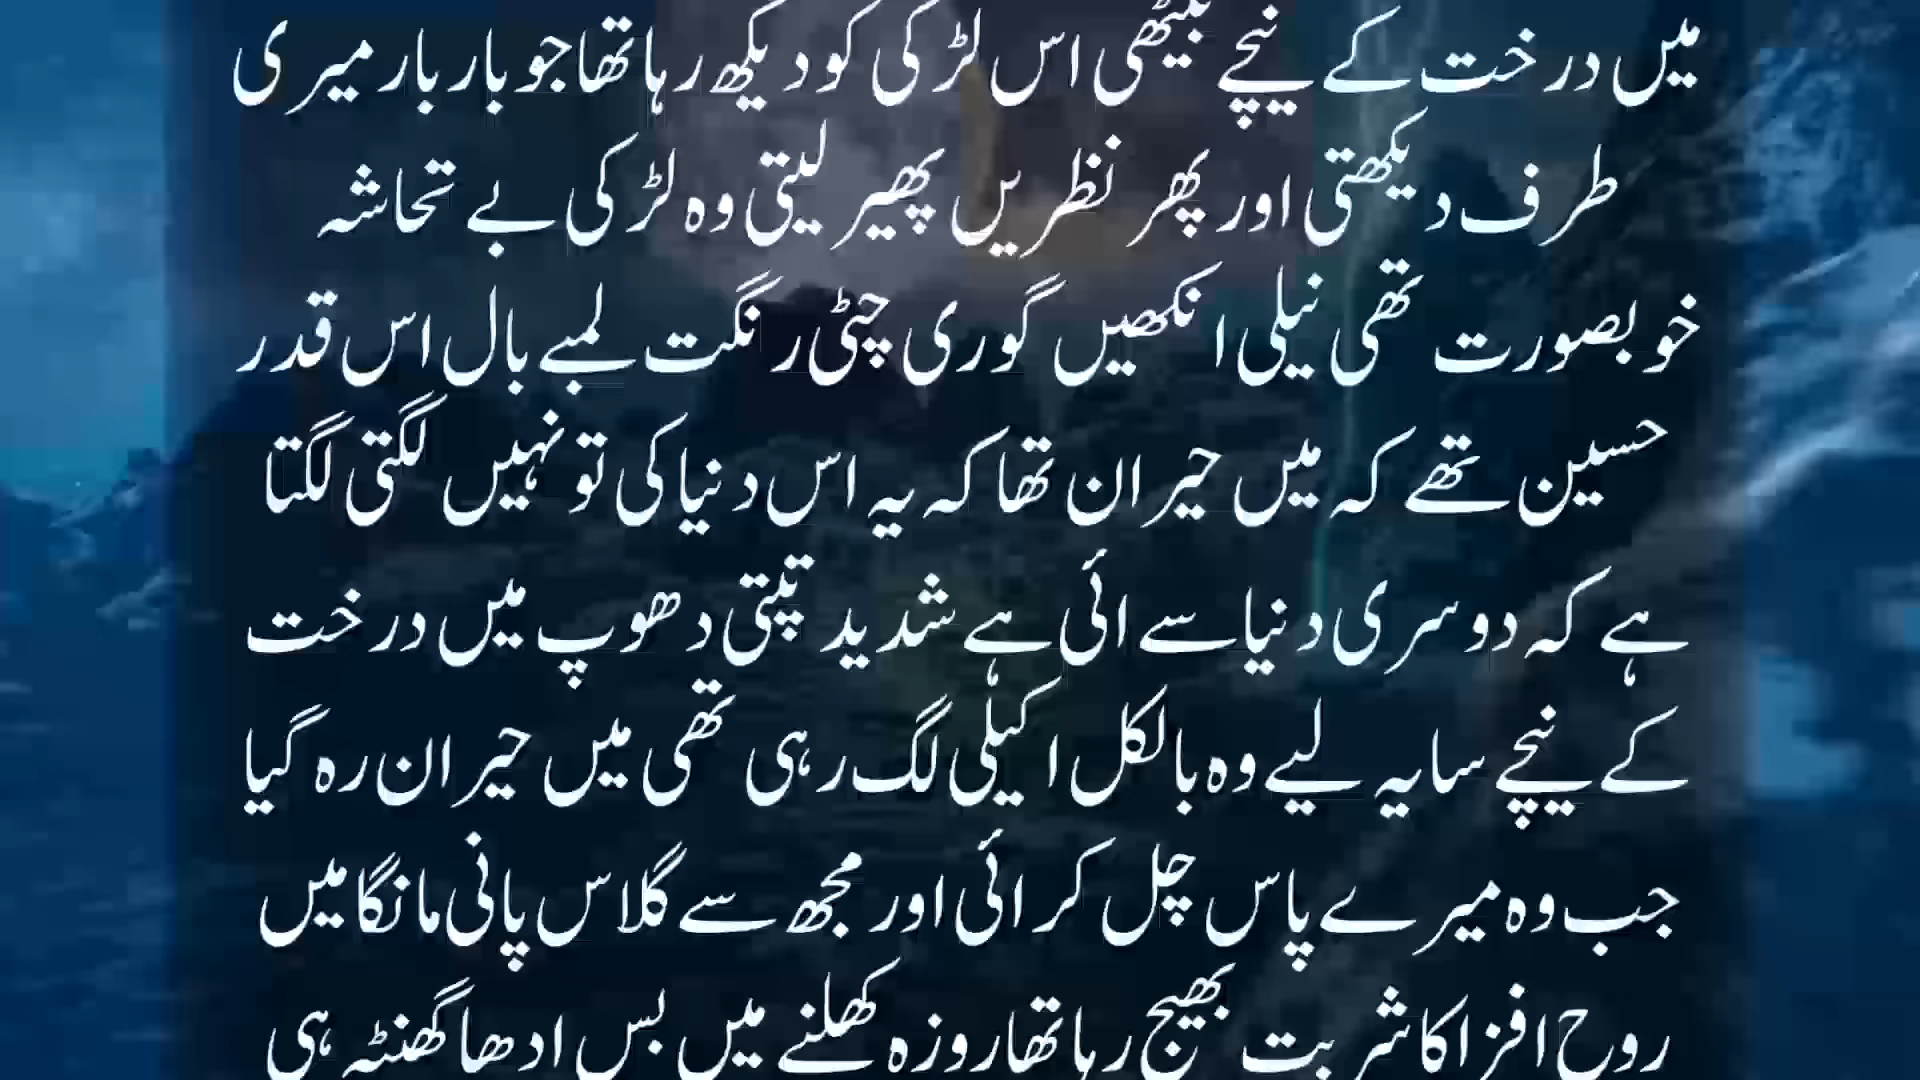 میں درخت کے نیچے بیٹھی اس لڑکی کو دیکھ رہا تھا جو بار بار میری
طرف دیکھتی اور پھر نظریں پھیر لیتی وہ لڑکی بے تحاشہ
خوبصورت تھی نیلی انکھیں گوری چٹی رنگت لمبے بال اس قدر
حسین تھے کہ میں حیران تھا کہ یہ اس دنیا کی تو نہیں لگتی لگتا
ہے کہ دوسری دنیا سے ائی ہے شدید تپتی دھوپ میں درخت
کے نیچے سایہ لیے وہ بالکل اکیلی لگ رہی تھی میں حیران رہ گیا
جب وہ میرے پاس چل کر ائی اور مجھ سے گلاس پانی مانگا میں
روح افزا کا شربت بھیج رہا تھا روزہ کھلنے میں بس ادھا گھنٹہ ہی